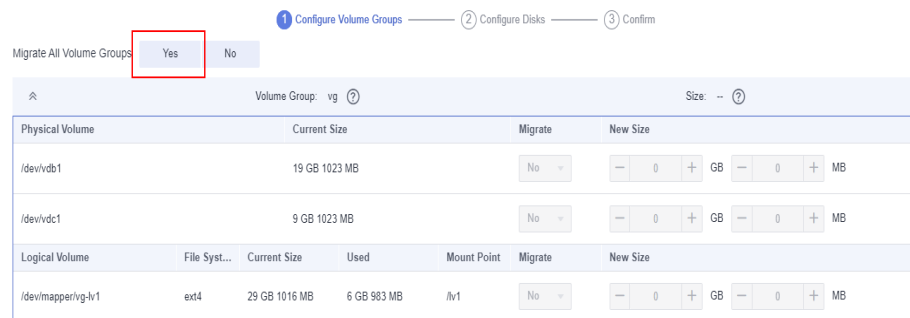 1 Configure Volume Groups 2 Configure Disks 3 Confirm
Migrate All Volume Groups Yes No
Volume Group: vg ? Size: -- ?
Physical Volume Current Size Migrate New Size
/dev/vdb1 19 GB 1023 MB No − 0 + GB − 0 + MB
/dev/vdc1 9 GB 1023 MB No − 0 + GB − 0 + MB
Logical Volume File Syst... Current Size Used Mount Point Migrate New Size
/dev/mapper/vg-lv1 ext4 29 GB 1016 MB 6 GB 983 MB /lv1 No − 0 + GB − 0 + MB